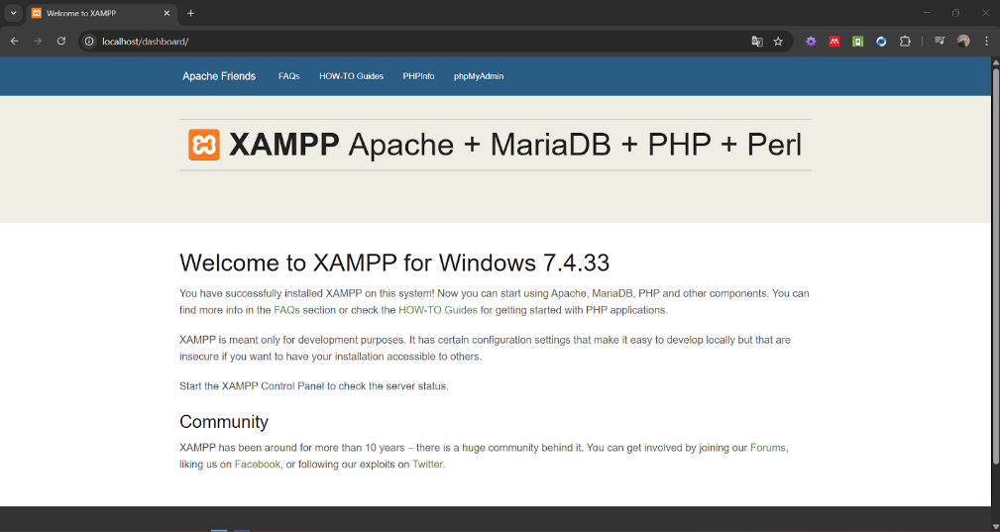 Welcome to XAMPP
localhost/dashboard/
Apache Friends FAQs HOW-TO Guides PHPInfo phpMyAdmin
XAMPP Apache + MariaDB + PHP + Perl
Welcome to XAMPP for Windows 7.4.33
You have successfully installed XAMPP on this system! Now you can start using Apache, MariaDB, PHP and other components. You can
find more info in the FAQs section or check the HOW-TO Guides for getting started with PHP applications.
XAMPP is meant only for development purposes. It has certain configuration settings that make it easy to develop locally but that are
insecure if you want to have your installation accessible to others.
Start the XAMPP Control Panel to check the server status.
Community
XAMPP has been around for more than 10 years – there is a huge community behind it. You can get involved by joining our Forums,
liking us on Facebook, or following our exploits on Twitter.